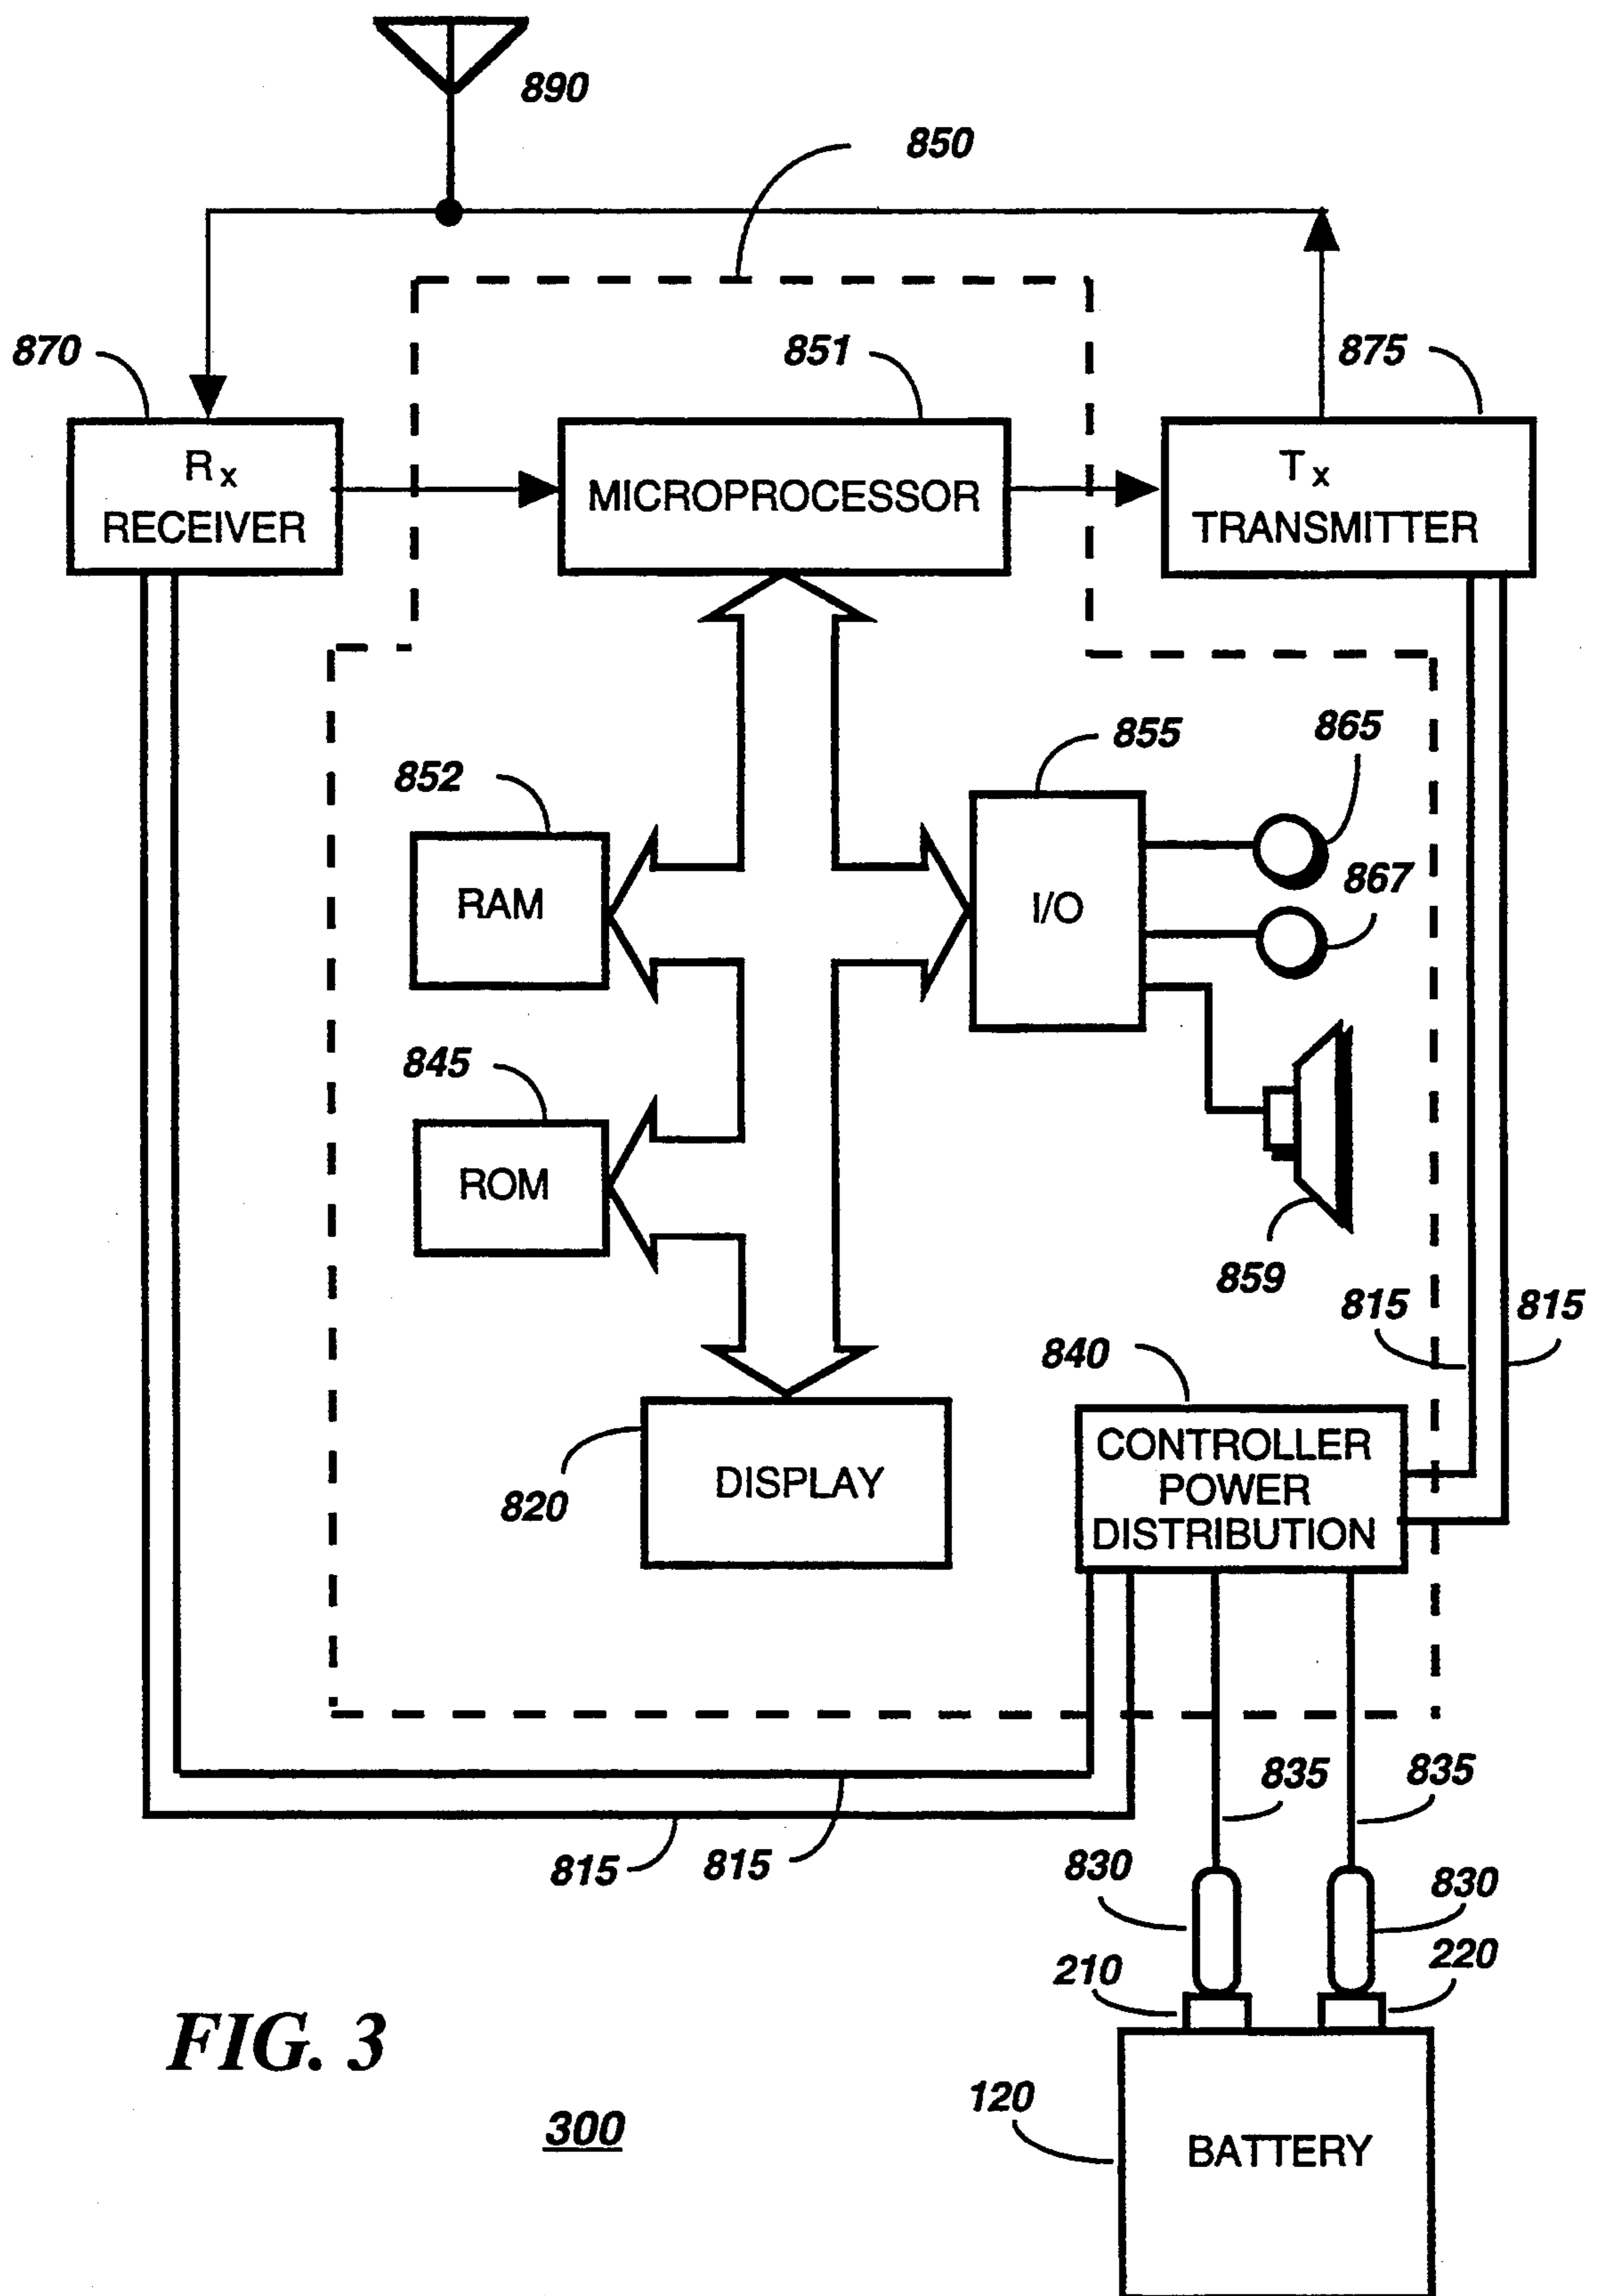 890
850
870
851
875
Rx
RECEIVER
MICROPROCESSOR
Tx
TRANSMITTER
852
855
865
867
RAM
I/O
845
ROM
859
815
815
840
820
DISPLAY
CONTROLLER
POWER
DISTRIBUTION
835
835
815
815
830
830
210
220
FIG. 3
300
120
BATTERY